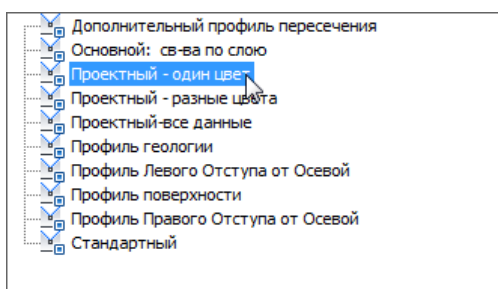 Дополнительный профиль пересечения
Основной: св-ва по слою
Проектный - один цвет
Проектный - разные цвета
Проектный-все данные
Профиль геологии
Профиль Левого Отступа от Осевой
Профиль поверхности
Профиль Правого Отступа от Осевой
Стандартный